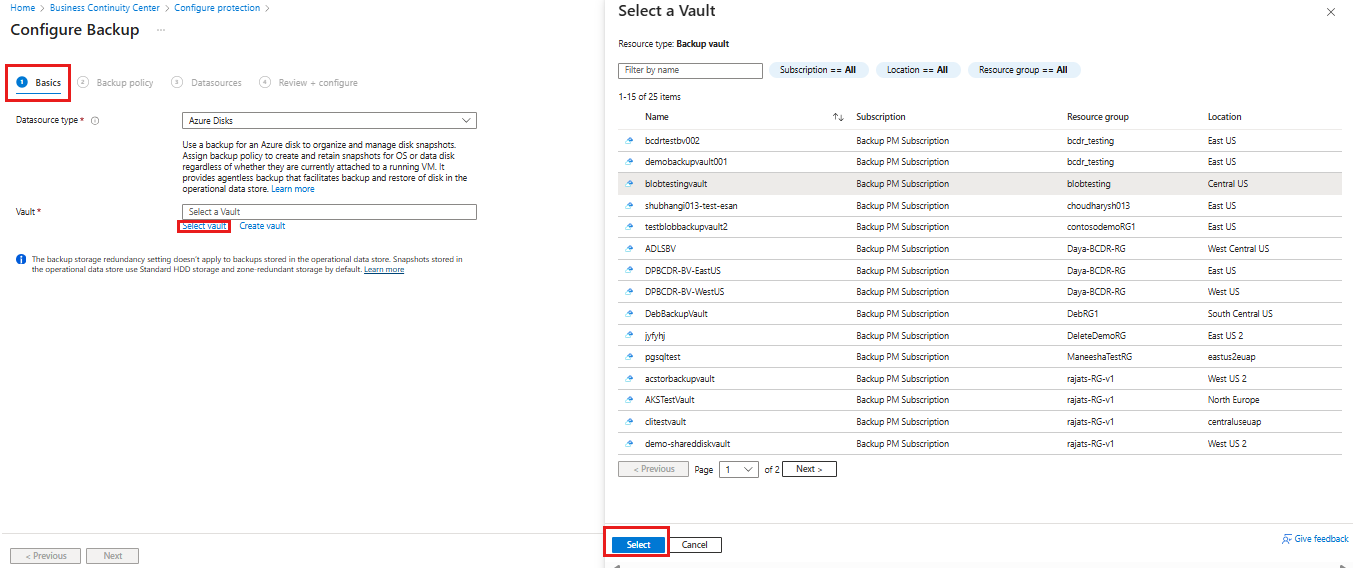 Home > Business Continuity Center > Configure protection >
Configure Backup ...
1 Basics 2 Backup policy 3 Datasources 4 Review + configure
Datasource type *
Azure Disks
Use a backup for an Azure disk to organize and manage disk snapshots.
Assign backup policy to create and retain snapshots for OS or data disk
regardless of whether they are currently attached to a running VM. It
provides agentless backup that facilitates backup and restore of disk in the
operational data store. Learn more
Vault *
Select a Vault
Select vault Create vault
The backup storage redundancy setting doesn't apply to backups stored in the operational data store. Snapshots stored in
the operational data store use Standard HDD storage and zone-redundant storage by default. Learn more
< Previous Next
Select a Vault
Resource type: Backup vault
Filter by name Subscription == All Location == All Resource group == All
1-15 of 25 items
Name Subscription Resource group Location
bcdrtestbv002 Backup PM Subscription bcdr_testing East US
demobackupvault001 Backup PM Subscription bcdr_testing East US
blobtestingvault Backup PM Subscription blobtesting Central US
shubhangi013-test-esan Backup PM Subscription choudharysh013 East US
testblobbackupvault2 Backup PM Subscription contosodemoRG1 East US
ADLSBV Backup PM Subscription Daya-BCDR-RG West Central US
DPBCDR-BV-EastUS Backup PM Subscription Daya-BCDR-RG East US
DPBCDR-BV-WestUS Backup PM Subscription Daya-BCDR-RG West US
DebBackupVault Backup PM Subscription DebRG1 South Central US
jyfyhj Backup PM Subscription DeleteDemoRG East US 2
pgsqltest Backup PM Subscription ManeeshaTestRG eastus2euap
acstorbackupvault Backup PM Subscription rajats-RG-v1 West US 2
AKSTestVault Backup PM Subscription rajats-RG-v1 North Europe
clitestvault Backup PM Subscription rajats-RG-v1 centraluseuap
demo-shareddiskvault Backup PM Subscription rajats-RG-v1 West US 2
< Previous Page 1 of 2 Next >
Select Cancel
Give feedback